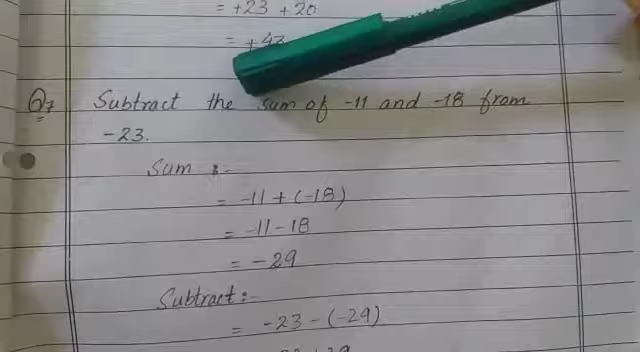 = +23 + 20
= +43
Q7 Subtract the sum of -11 and -18 from
-23.
Sum :-
= -11 + (-18)
= -11 - 18
= -29
Subtract :-
= -23 - (-29)